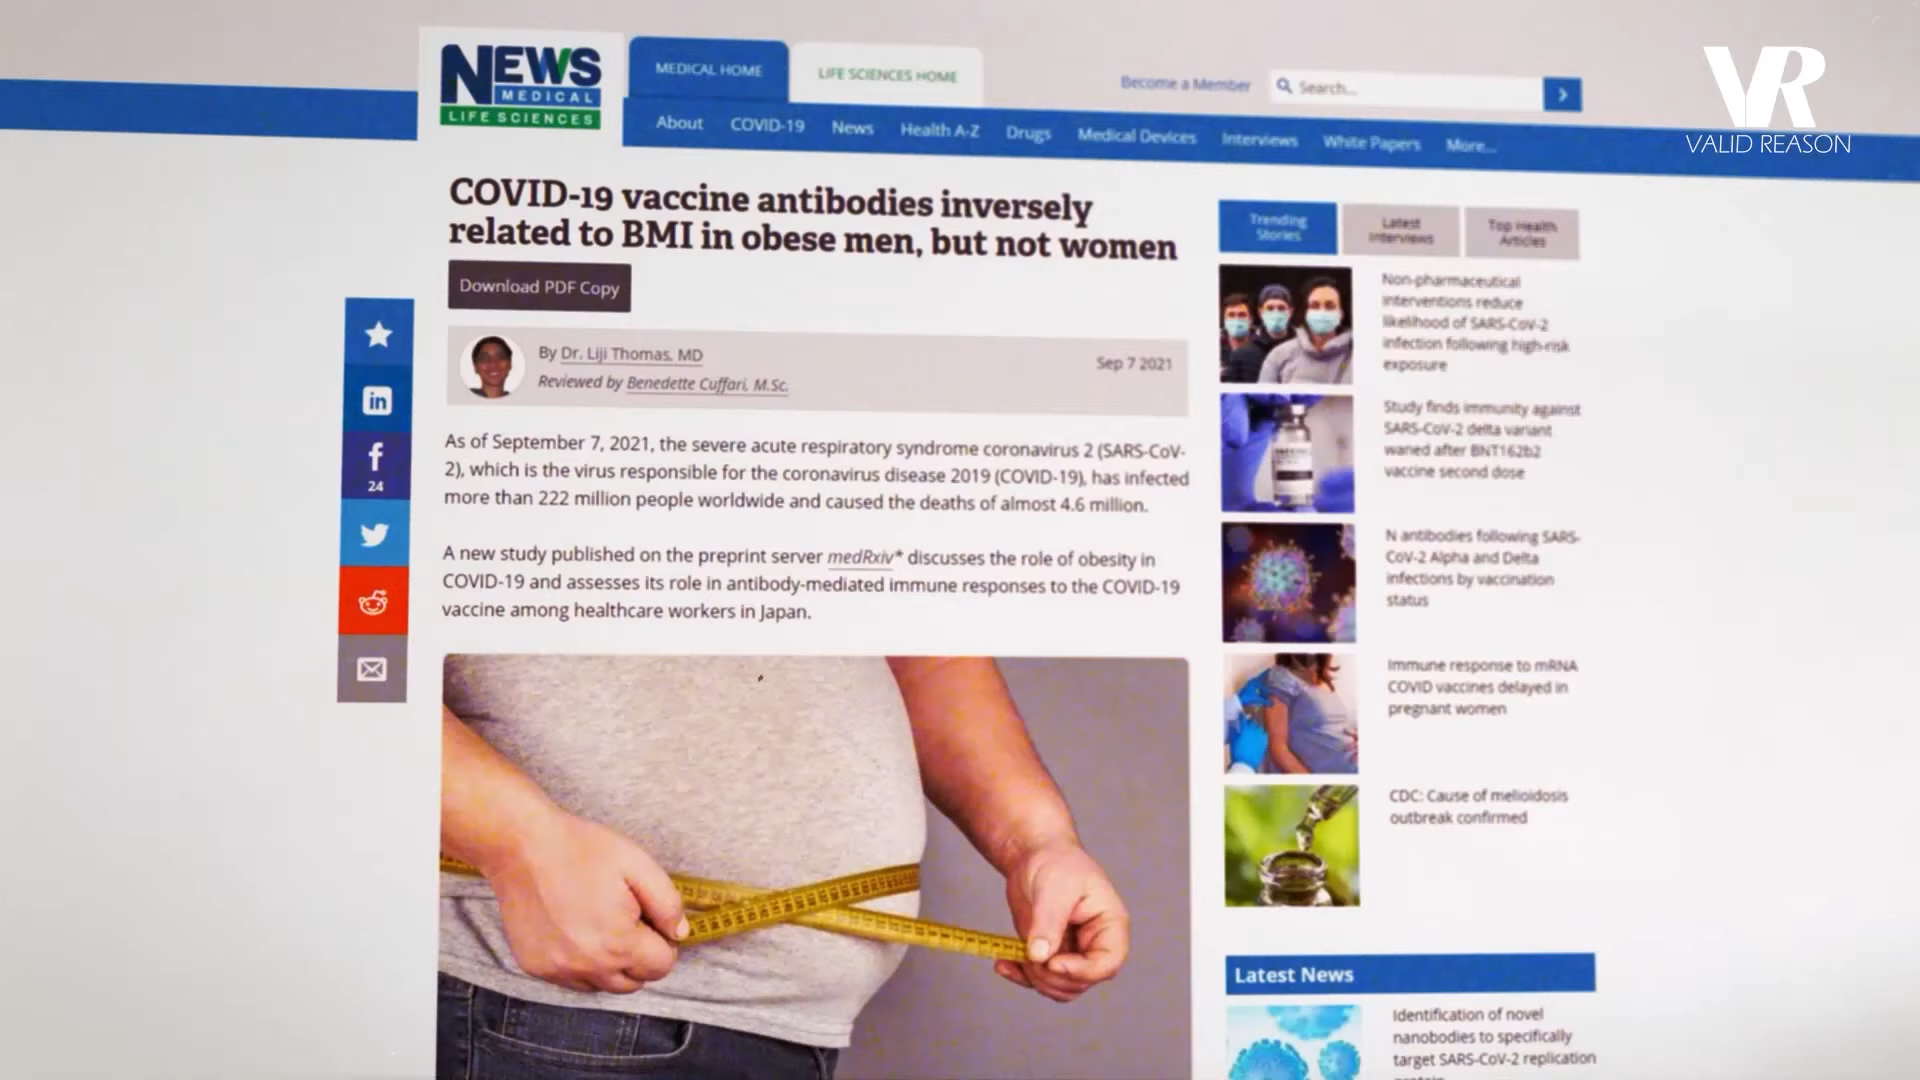 NEWS
MEDICAL
LIFE SCIENCES
MEDICAL HOME
LIFE SCIENCES HOME
Become a Member
Search...
VR
VALID REASON
About
COVID-19
News
Health A-Z
Drugs
Medical Devices
Interviews
White Papers
More...
COVID-19 vaccine antibodies inversely
related to BMI in obese men, but not women
Download PDF Copy
By Dr. Liji Thomas, MD
Reviewed by Benedette Cuffari, M.Sc.
Sep 7 2021
24
As of September 7, 2021, the severe acute respiratory syndrome coronavirus 2 (SARS-CoV-
2), which is the virus responsible for the coronavirus disease 2019 (COVID-19), has infected
more than 222 million people worldwide and caused the deaths of almost 4.6 million.
A new study published on the preprint server medRxiv* discusses the role of obesity in
COVID-19 and assesses its role in antibody-mediated immune responses to the COVID-19
vaccine among healthcare workers in Japan.
Trending
Stories
Latest
Interviews
Top Health
Articles
Non-pharmaceutical
interventions reduce
likelihood of SARS-CoV-2
infection following high-risk
exposure
Study finds immunity against
SARS-CoV-2 delta variant
waned after BNT162b2
vaccine second dose
N antibodies following SARS-
CoV-2 Alpha and Delta
infections by vaccination
status
Immune response to mRNA
COVID vaccines delayed in
pregnant women
CDC: Cause of melioidosis
outbreak confirmed
Latest News
Identification of novel
nanobodies to specifically
target SARS-CoV-2 replication